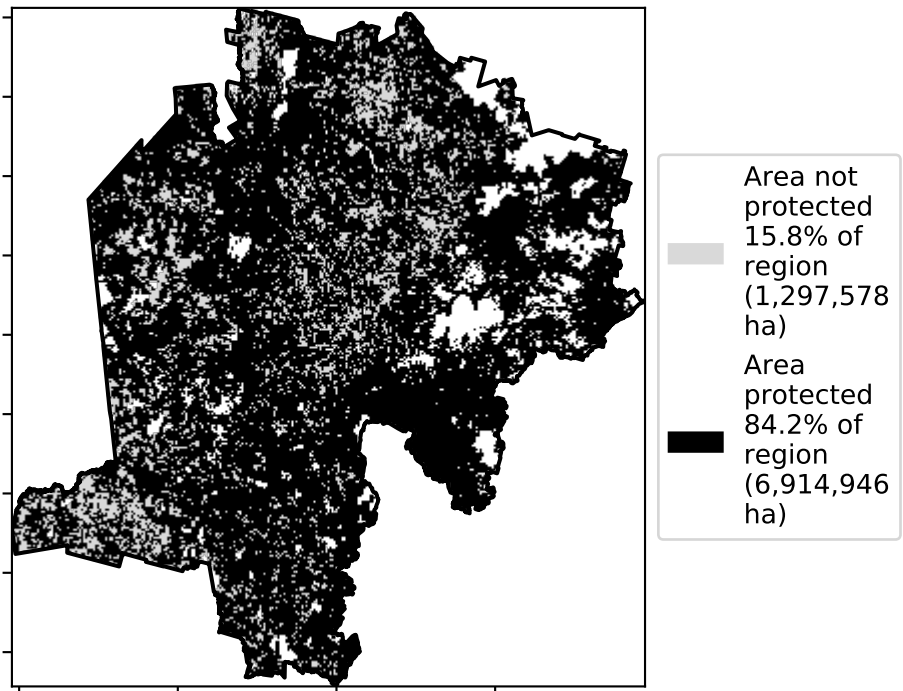 Area not
protected
15.8% of
region
(1,297,578
ha)
Area
protected
84.2% of
region
(6,914,946
ha)